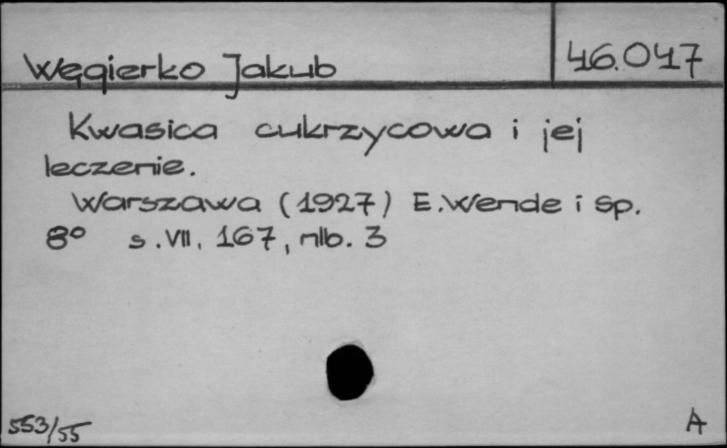 Węgierko Jakub
46.047
Kwasica cukrzycowa i jej
leczenie.
Warszawa (1927) E.Wende i Sp.
8° s.VII, 167, nlb. 3
553/55
A